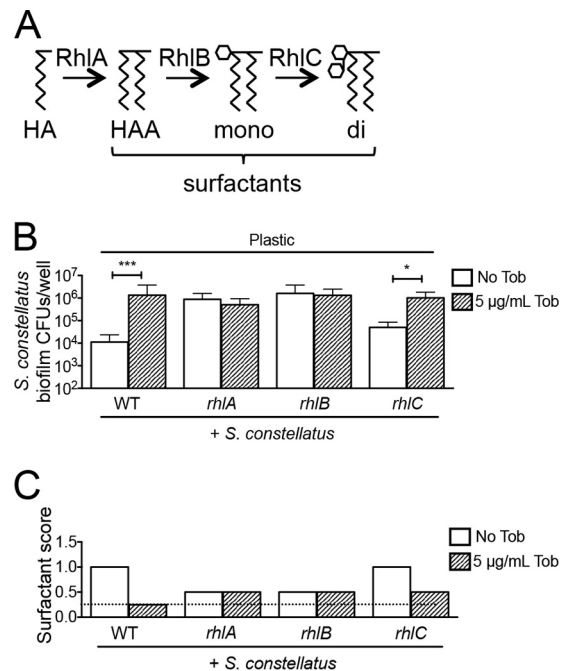 A
RhlA RhlB RhlC
HA HAA mono di
surfactants
B
Plastic
S. constellatus
biofilm CFUs/well
10⁷
10⁶
10⁵
10⁴
10³
10²
***
*
No Tob
5 µg/mL Tob
WT rhlA rhlB rhlC
+ S. constellatus
C
Surfactant score
1.5
1.0
0.5
0.0
No Tob
5 µg/mL Tob
WT rhlA rhlB rhlC
+ S. constellatus